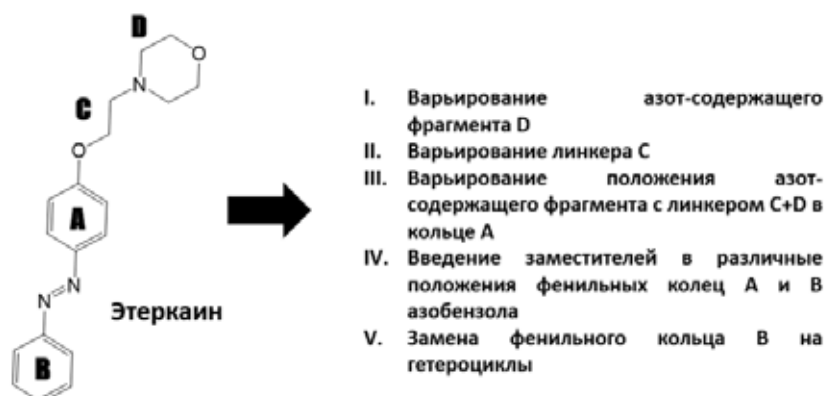 D
O
N
C
O
A
N
N
Этеркаин
B
I. Варьирование азот-содержащего
фрагмента D
II. Варьирование линкера C
III. Варьирование положения азот-
содержащего фрагмента с линкером C+D в
кольце A
IV. Введение заместителей в различные
положения фенильных колец A и B
азобензола
V. Замена фенильного кольца B на
гетероциклы